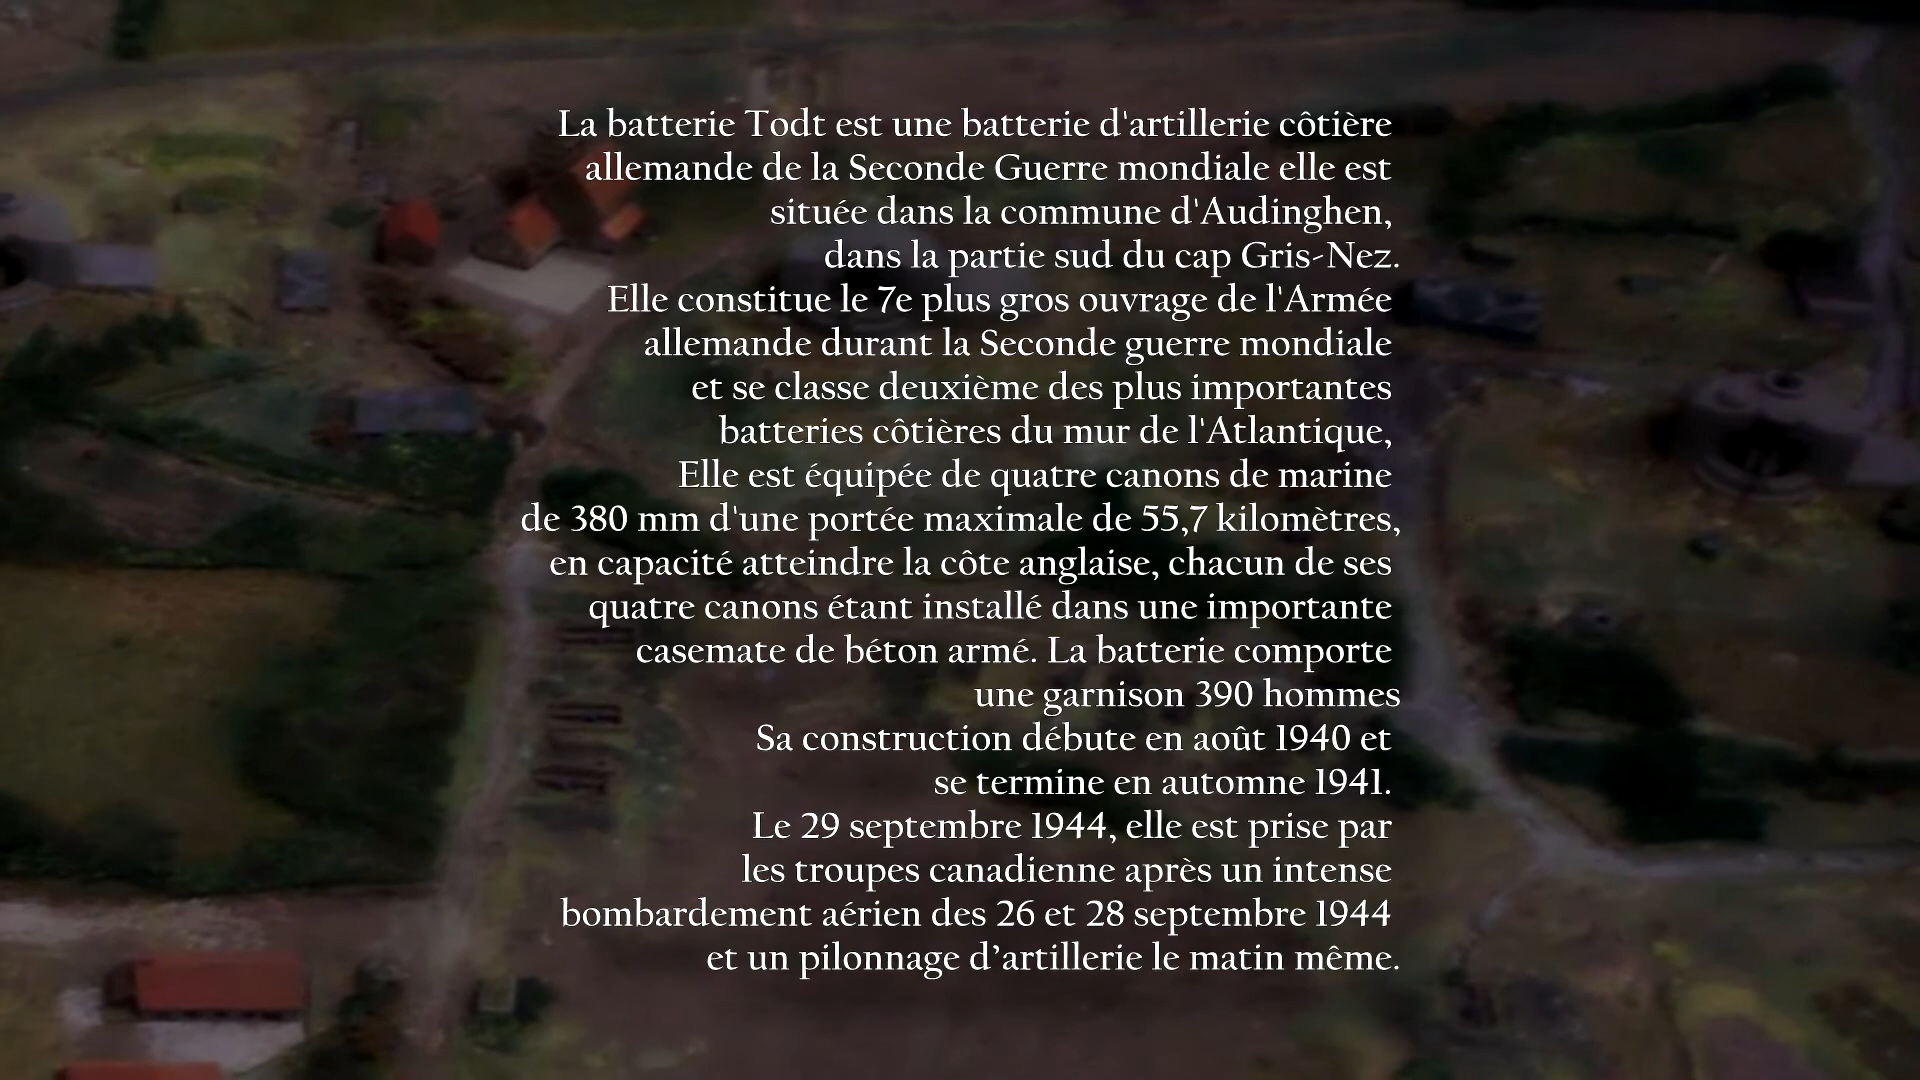 La batterie Todt est une batterie d'artillerie côtière
allemande de la Seconde Guerre mondiale elle est
située dans la commune d'Audinghen,
dans la partie sud du cap Gris-Nez.
Elle constitue le 7e plus gros ouvrage de l'Armée
allemande durant la Seconde guerre mondiale
et se classe deuxième des plus importantes
batteries côtières du mur de l'Atlantique,
Elle est équipée de quatre canons de marine
de 380 mm d'une portée maximale de 55,7 kilomètres,
en capacité atteindre la côte anglaise, chacun de ses
quatre canons étant installé dans une importante
casemate de béton armé. La batterie comporte
une garnison 390 hommes
Sa construction débute en août 1940 et
se termine en automne 1941.
Le 29 septembre 1944, elle est prise par
les troupes canadienne après un intense
bombardement aérien des 26 et 28 septembre 1944
et un pilonnage d’artillerie le matin même.